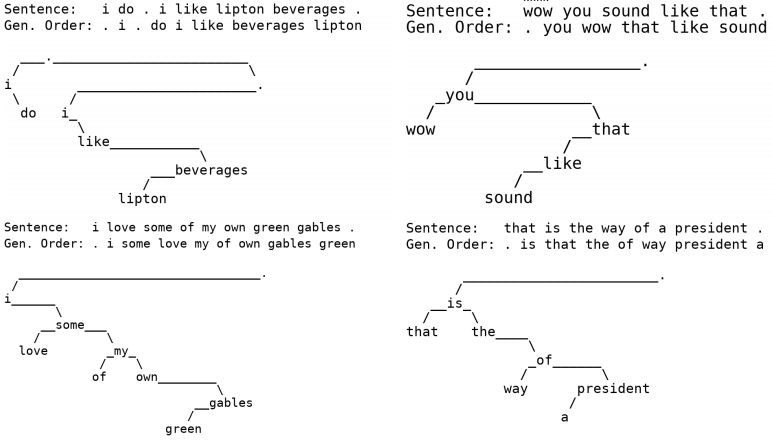 Sentence: i do . i like lipton beverages .
Gen. Order: . i . do i like beverages lipton
.
i
.
do i
like
beverages
lipton
Sentence: wow you sound like that .
Gen. Order: . you wow that like sound
.
you
wow that
like
sound
Sentence: i love some of my own green gables .
Gen. Order: . i some love my of own gables green
.
i
some
love my
of own
gables
green
Sentence: that is the way of a president .
Gen. Order: . is that the of way president a
.
is
that the
of
way president
a